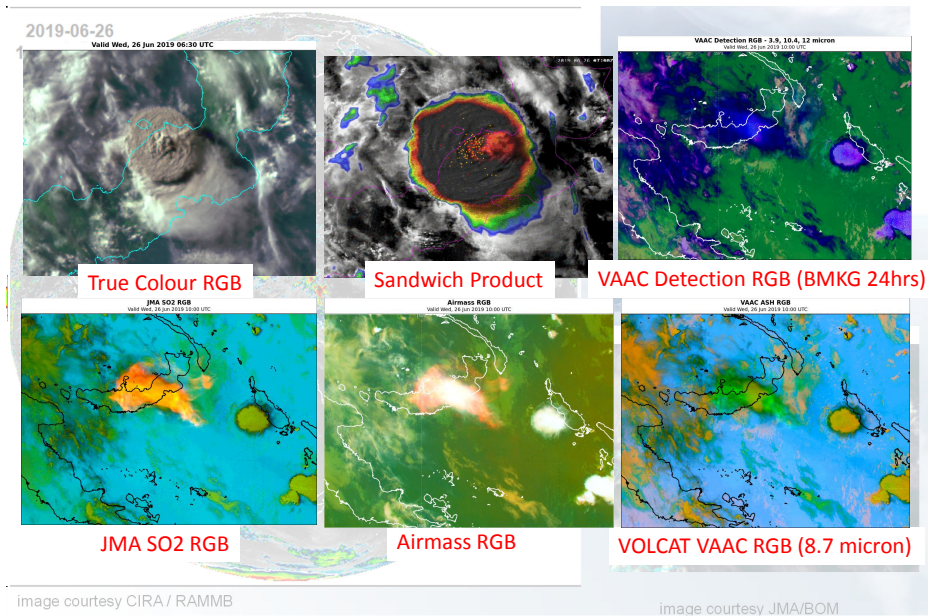 2019-06-26
1
Valid Wed, 26 Jun 2019 06:30 UTC
True Colour RGB
Sandwich Product
VAAC Detection RGB - 3.9, 10.4, 12 micron
Valid Wed, 26 Jun 2019 10:00 UTC
VAAC Detection RGB (BMKG 24hrs)
JMA SO2 RGB
Valid Wed, 26 Jun 2019 10:00 UTC
JMA SO2 RGB
Airmass RGB
Valid Wed, 26 Jun 2019 10:00 UTC
Airmass RGB
VAAC ASH RGB
Valid Wed, 26 Jun 2019 10:00 UTC
VOLCAT VAAC RGB (8.7 micron)
image courtesy CIRA / RAMMB
image courtesy JMA/BOM